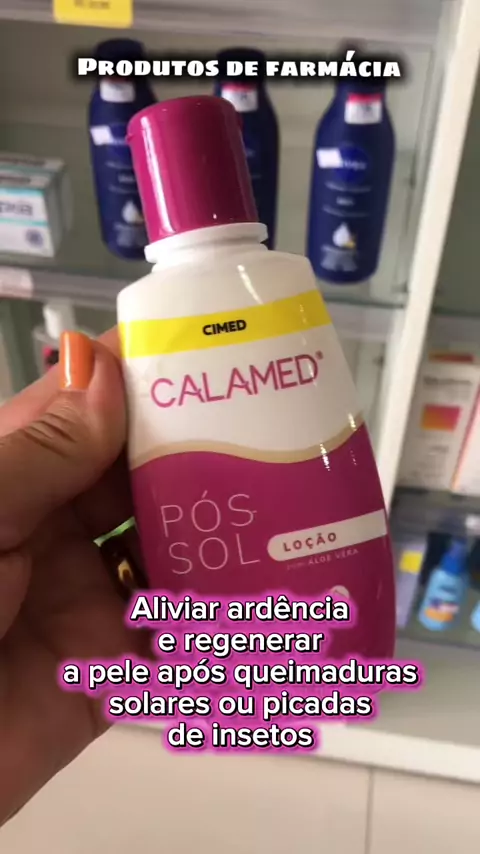 PRODUTOS DE FARMÁCIA
CIMED
CALAMED®
PÓS
SOL
LOÇÃO
COM ALOE VERA
Aliviar ardência
e regenerar
a pele após queimaduras
solares ou picadas
de insetos